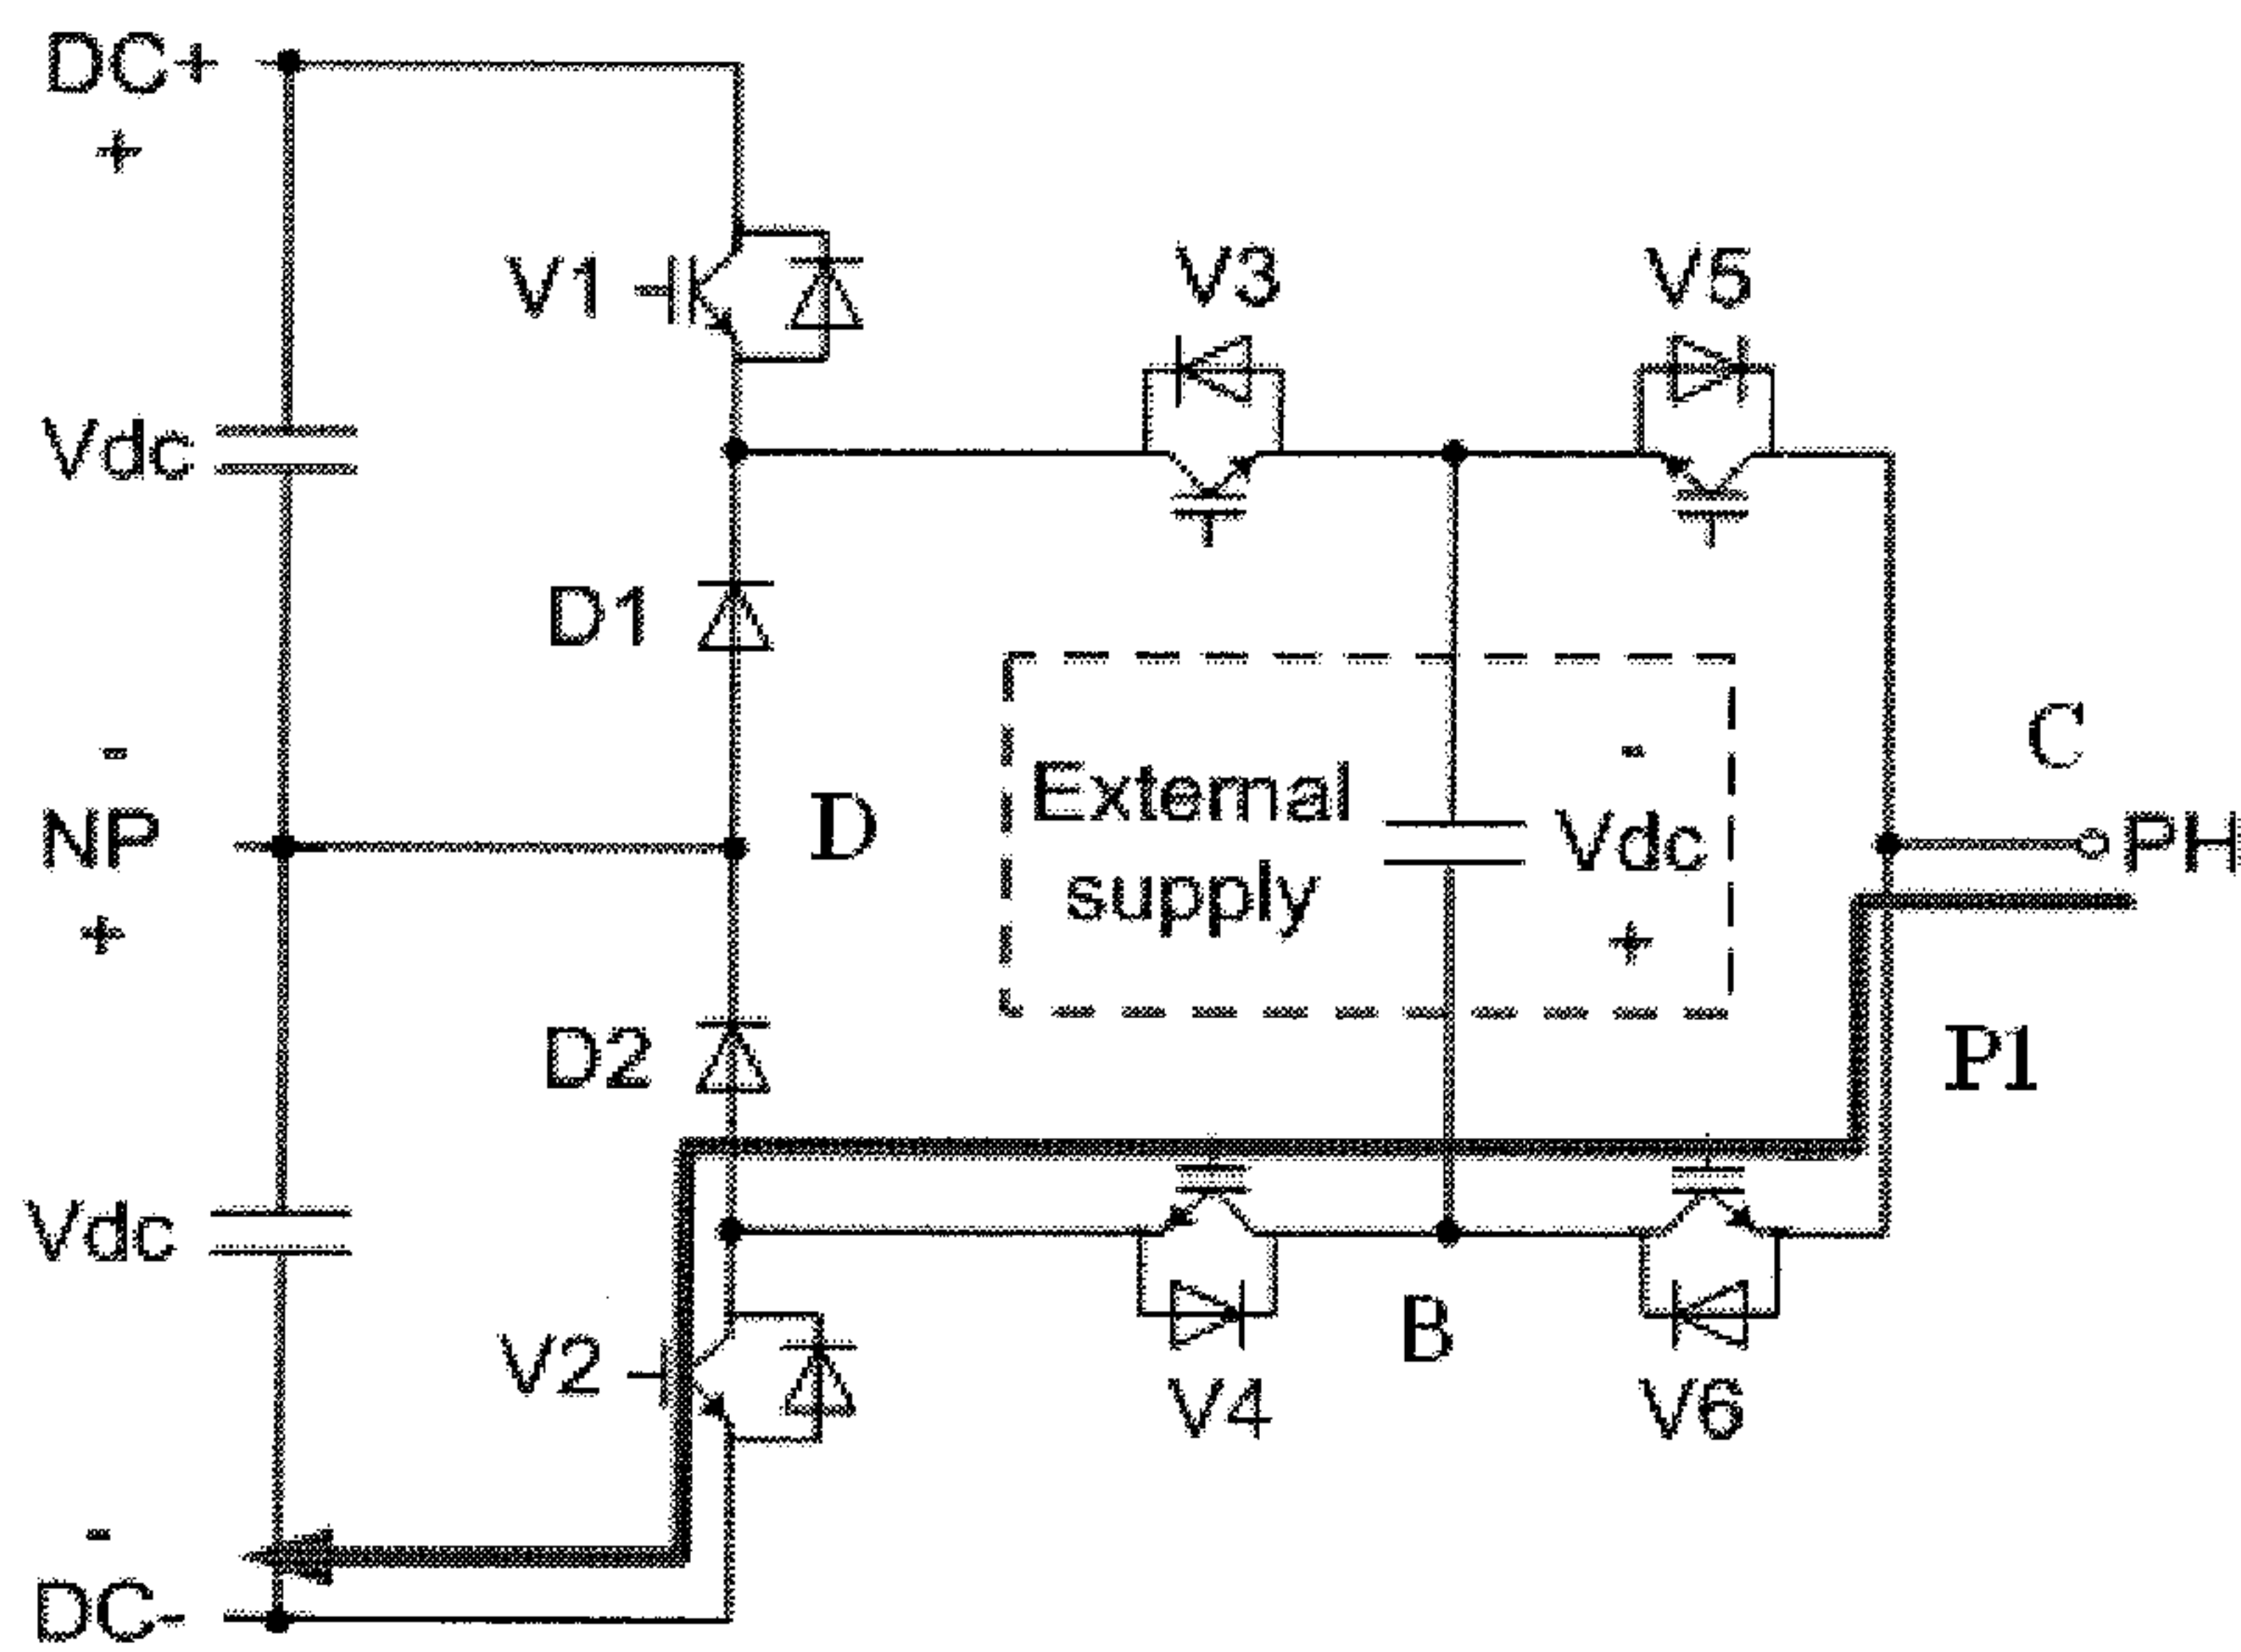 DC+
+
V1
V3
V5
Vdc
D1
-
NP
+
D
External
supply
-
Vdc
+
C
PH
D2
P1
Vdc
V2
B
V4
V6
-
DC-